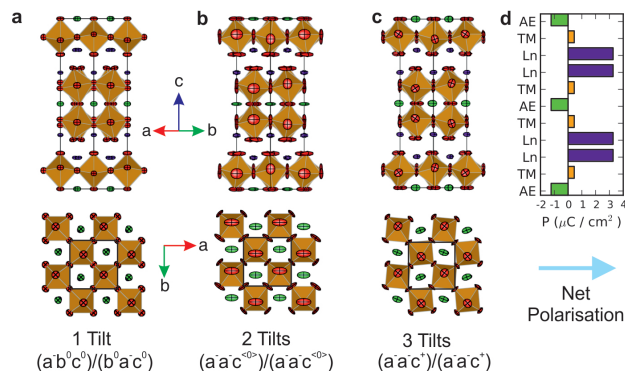 a
b
c
d
c
a
b
a
b
AE
TM
Ln
Ln
TM
AE
TM
Ln
Ln
TM
AE
-2 -1 0 1 2 3 4
P (μC / cm²)
Net
Polarisation
1 Tilt
(a⁻b⁰c⁰)/(b⁰a⁻c⁰)
2 Tilts
(a⁻a⁻c<⁰>)/(a⁻a⁻c<⁰>)
3 Tilts
(a⁻a⁻c⁺)/(a⁻a⁻c⁺)